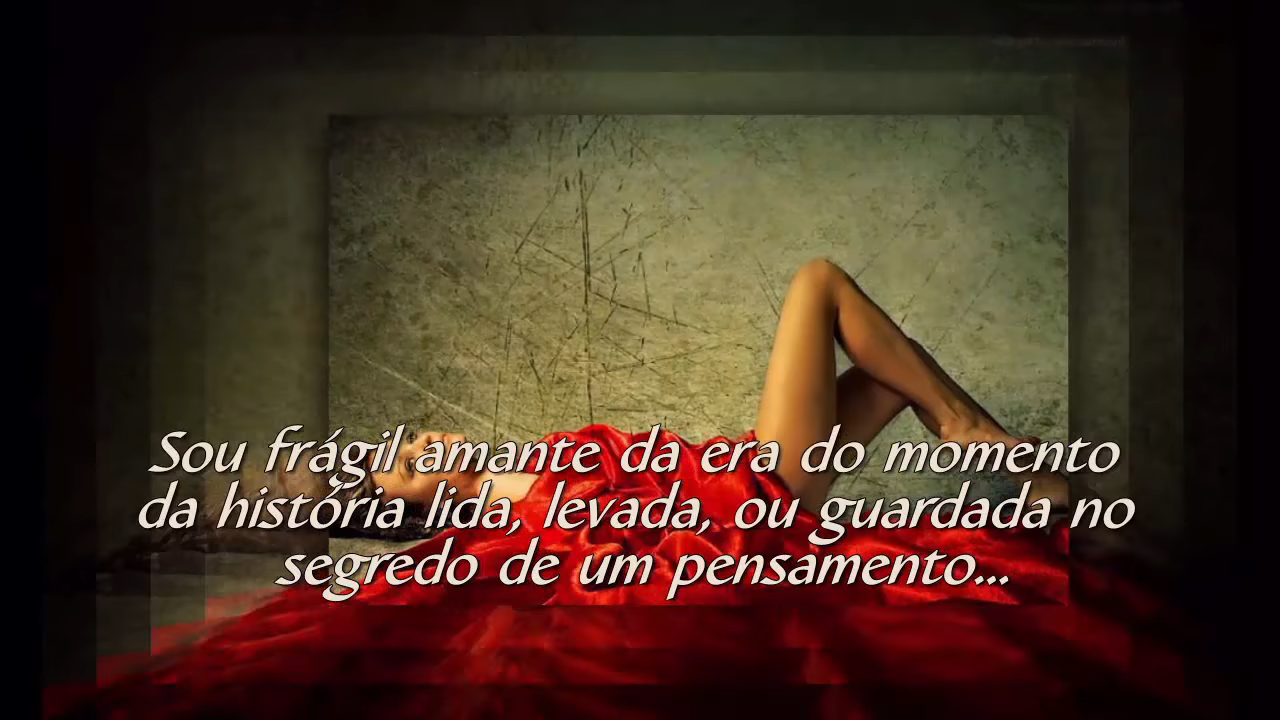 Sou frágil amante da era do momento
da história lida, levada, ou guardada no
segredo de um pensamento...